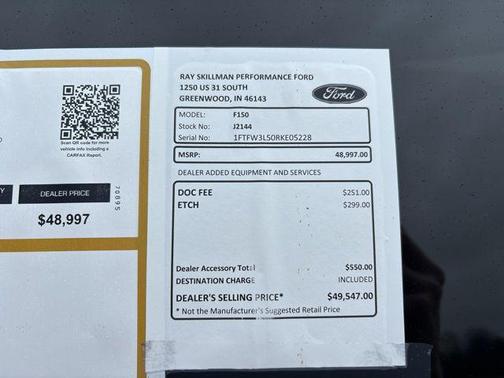 Scan QR code for more
vehicle info including a
CARFAX Report.
DEALER PRICE
70895
$48,997
RAY SKILLMAN PERFORMANCE FORD
1250 US 31 SOUTH
GREENWOOD, IN 46143
Ford
MODEL: F150
Stock No: J2144
Serial No: 1FTFW3L50RKE05228
MSRP: 48,997.00
DEALER ADDED EQUIPMENT AND SERVICES
DOC FEE $251.00
ETCH $299.00
Dealer Accessory Total $550.00
DESTINATION CHARGE INCLUDED
DEALER'S SELLING PRICE* $49,547.00
* Not the Manufacturer's Suggested Retail Price